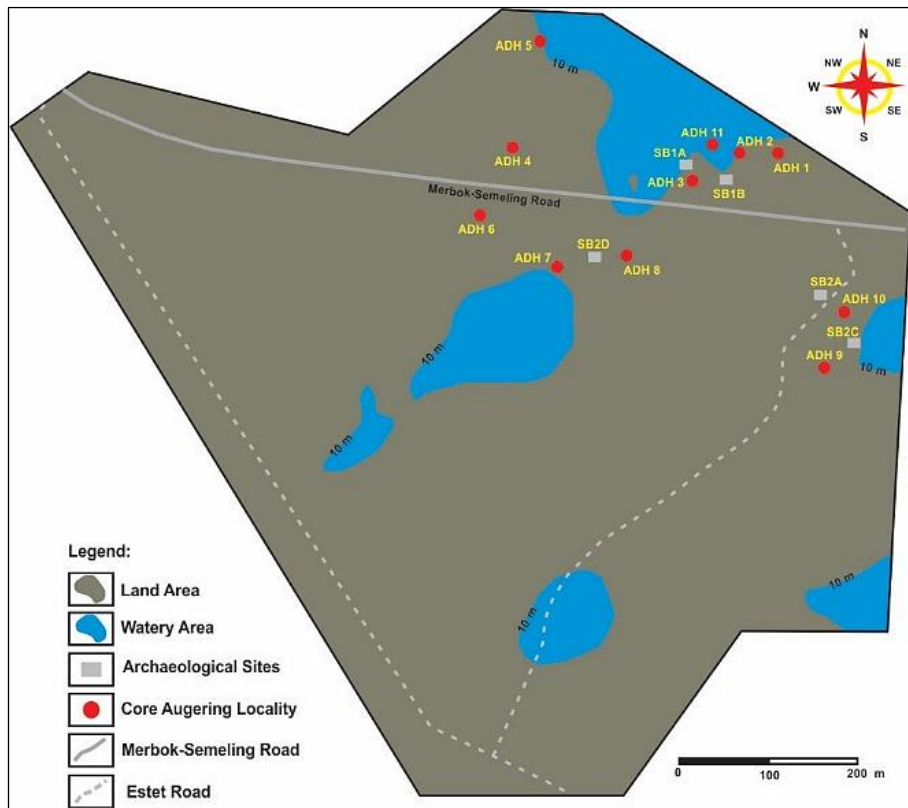 N
NW
NE
W
E
SW
SE
S
ADH 5
10 m
ADH 11
ADH 2
ADH 4
SB1A
ADH 1
ADH 3
SB1B
Merbok-Semeling Road
ADH 6
SB2D
ADH 7
ADH 8
SB2A
ADH 10
SB2C
10 m
ADH 9
10 m
10 m
10 m
10 m
Legend:
Land Area
Watery Area
Archaeological Sites
Core Augering Locality
Merbok-Semeling Road
Estet Road
0
100
200 m